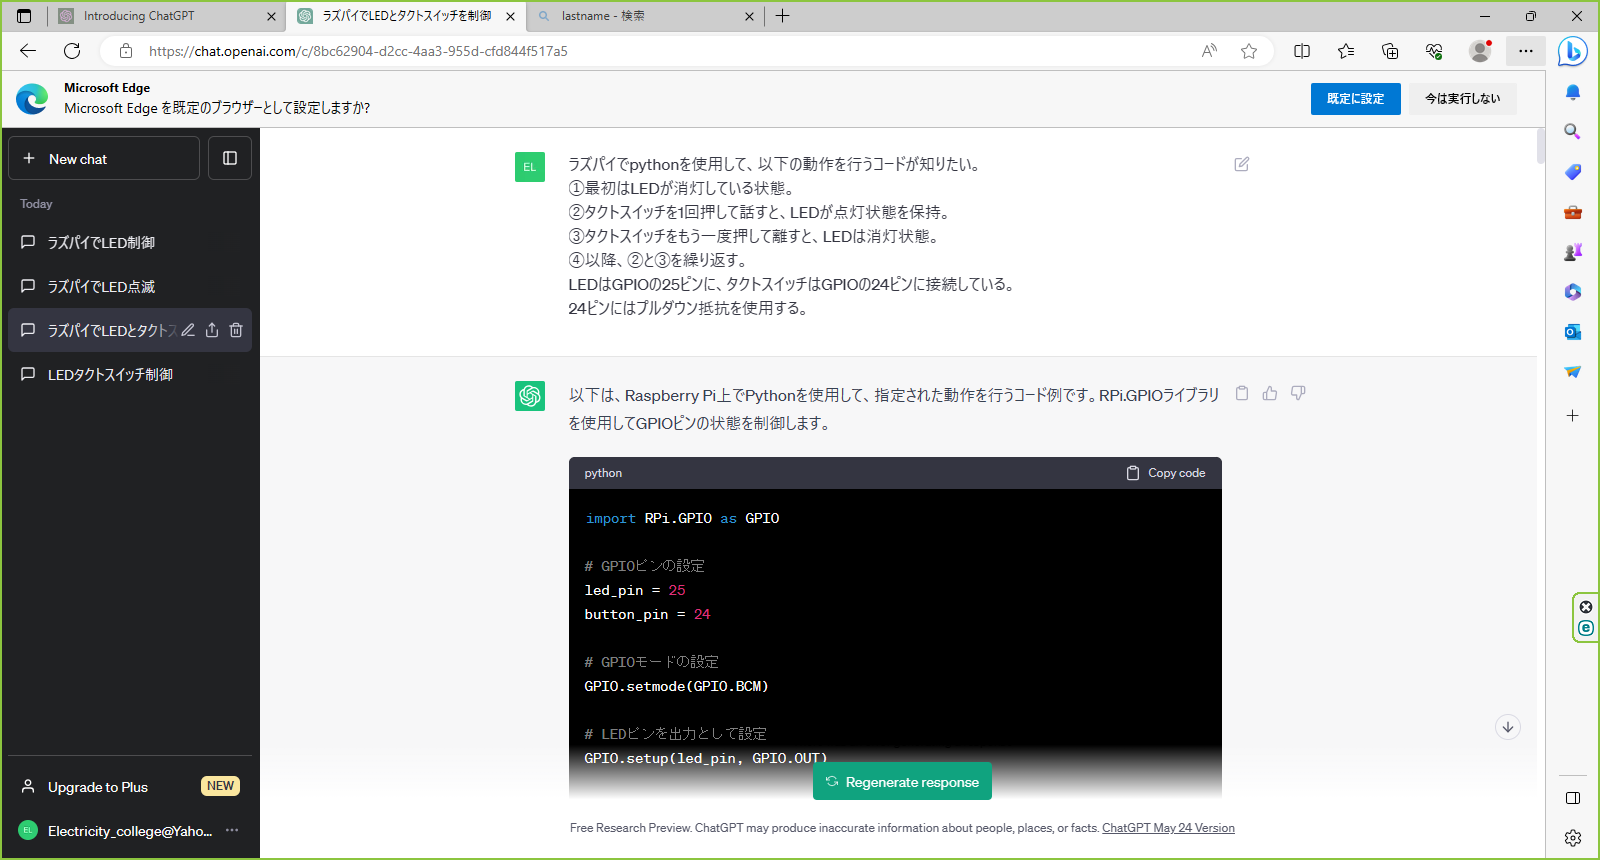 Introducing ChatGPT
ラズパイでLEDとタクトスイッチを制御
lastname - 検索
https://chat.openai.com/c/8bc62904-d2cc-4aa3-955d-cfd844f517a5
Microsoft Edge
Microsoft Edge を既定のブラウザーとして設定しますか?
既定に設定
今は実行しない
New chat
Today
ラズパイでLED制御
ラズパイでLED点滅
ラズパイでLEDとタクトス
LEDタクトスイッチ制御
Upgrade to Plus
NEW
EL
Electricity_college@Yaho...
EL
ラズパイでpythonを使用して、以下の動作を行うコードが知りたい。
①最初はLEDが消灯している状態。
②タクトスイッチを1回押して話すと、LEDが点灯状態を保持。
③タクトスイッチをもう一度押して離すと、LEDは消灯状態。
④以降、②と③を繰り返す。
LEDはGPIOの25ピンに、タクトスイッチはGPIOの24ピンに接続している。
24ピンにはプルダウン抵抗を使用する。
以下は、Raspberry Pi上でPythonを使用して、指定された動作を行うコード例です。RPi.GPIOライブラリ
を使用してGPIOピンの状態を制御します。
python
Copy code
import RPi.GPIO as GPIO
# GPIOピンの設定
led_pin = 25
button_pin = 24
# GPIOモードの設定
GPIO.setmode(GPIO.BCM)
# LEDピンを出力として設定
GPIO.setup(led_pin, GPIO.OUT)
Regenerate response
Free Research Preview. ChatGPT may produce inaccurate information about people, places, or facts. ChatGPT May 24 Version